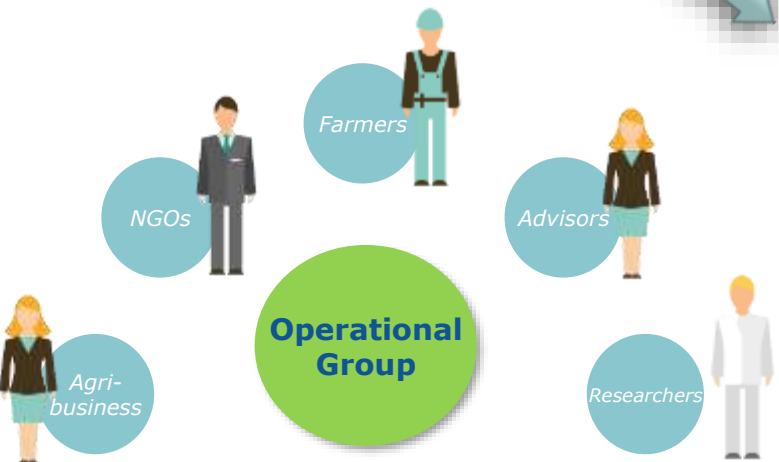 Farmers
NGOs
Advisors
Operational
Group
Agri-
business
Researchers